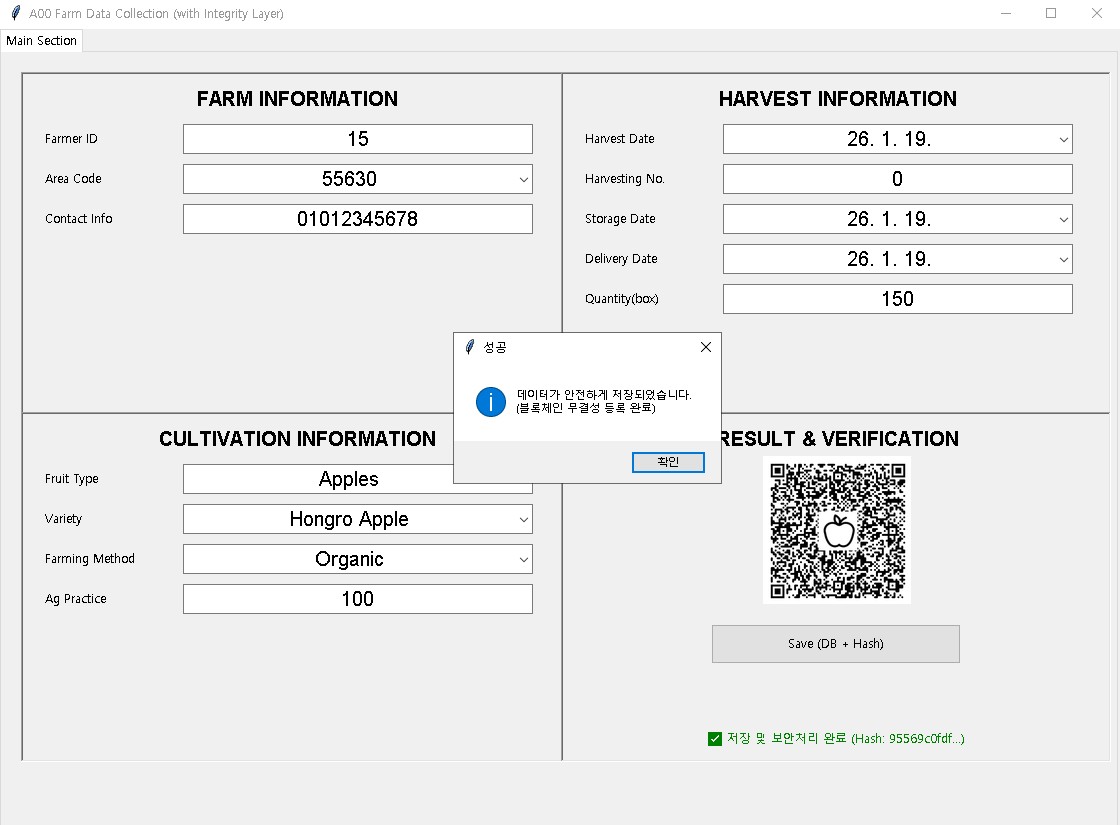 A00 Farm Data Collection (with Integrity Layer)
Main Section
FARM INFORMATION
Farmer ID
15
Area Code
55630
Contact Info
01012345678
HARVEST INFORMATION
Harvest Date
26. 1. 19.
Harvesting No.
0
Storage Date
26. 1. 19.
Delivery Date
26. 1. 19.
Quantity(box)
150
성공
데이터가 안전하게 저장되었습니다.
(블록체인 무결성 등록 완료)
확인
CULTIVATION INFORMATION
Fruit Type
Apples
Variety
Hongro Apple
Farming Method
Organic
Ag Practice
100
RESULT & VERIFICATION
Save (DB + Hash)
저장 및 보안처리 완료 (Hash: 95569c0fdf...)